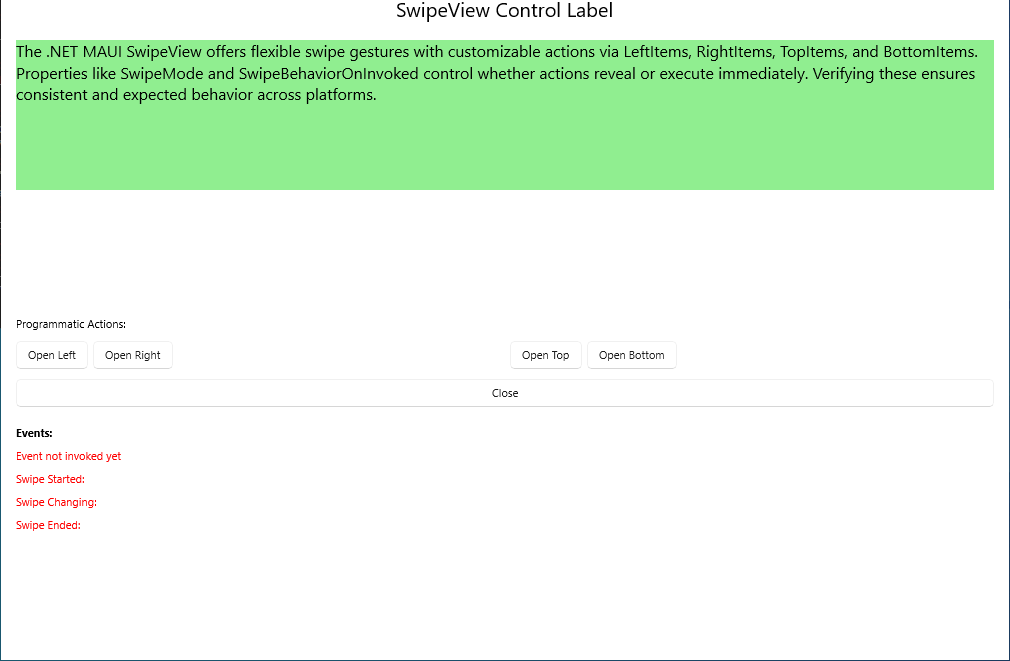 SwipeView Control Label
The .NET MAUI SwipeView offers flexible swipe gestures with customizable actions via LeftItems, RightItems, TopItems, and BottomItems.
Properties like SwipeMode and SwipeBehaviorOnInvoked control whether actions reveal or execute immediately. Verifying these ensures
consistent and expected behavior across platforms.
Programmatic Actions:
Open Left Open Right Open Top Open Bottom
Close
Events:
Event not invoked yet
Swipe Started:
Swipe Changing:
Swipe Ended: